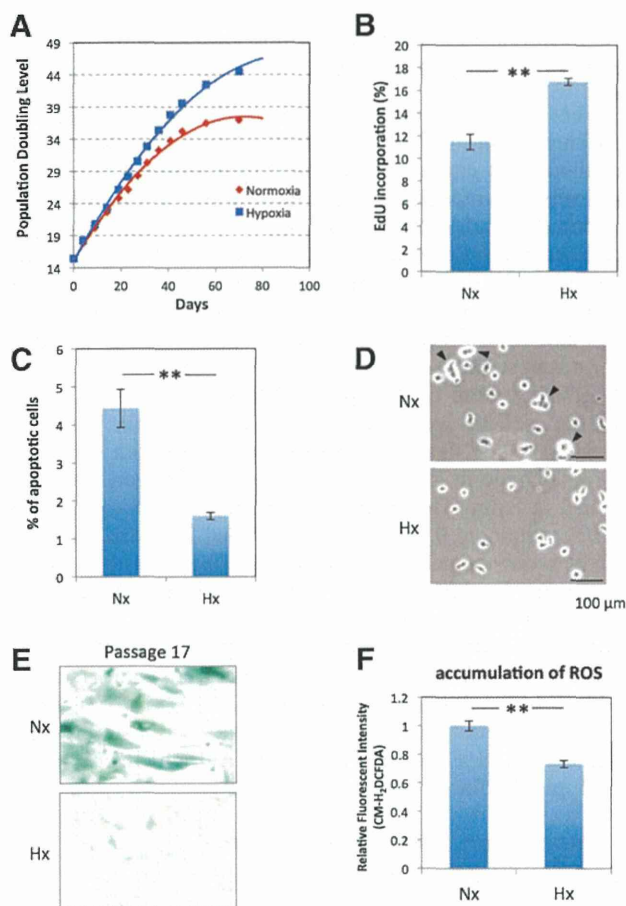 A
Population Doubling Level
49
44
39
34
29
24
19
14
0
20
40
60
80
100
Days
Normoxia
Hypoxia
B
EdU incorporation (%)
20
18
16
14
12
10
8
6
4
2
0
**
Nx
Hx
C
% of apoptotic cells
6
5
4
3
2
1
0
**
Nx
Hx
D
Nx
Hx
100 µm
E
Passage 17
Nx
Hx
F
accumulation of ROS
Relative Fluorescent Intensity
(CM-H₂DCFDA)
1.2
1
0.8
0.6
0.4
0.2
0
**
Nx
Hx